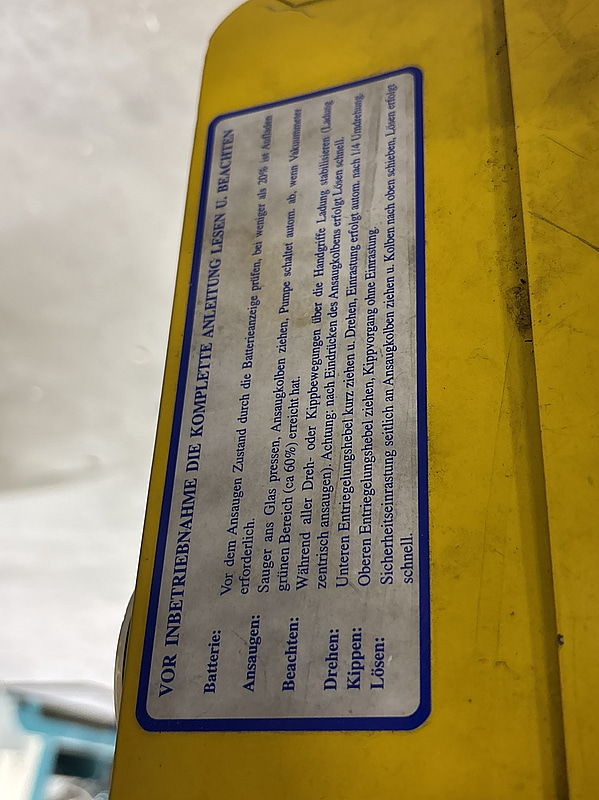 VOR INBETRIEBNAHME DIE KOMPLETTE ANLEITUNG LESEN U. BEACHTEN
Batterie: Vor dem Ansaugen Zustand durch die Batterieanzeige prüfen, bei weniger als 20% ist Aufladen
erforderlich.
Ansaugen: Sauger ans Glas pressen, Ansaugkolben ziehen, Pumpe schaltet autom. ab, wenn Vakuummeter
grünen Bereich (ca 60%) erreicht hat.
Beachten: Während aller Dreh- oder Kippbewegungen über die Handgriffe Ladung stabilisieren (Ladung
zentrisch ansaugen). Achtung: nach Eindrücken des Ansaugkolbens erfolgt Lösen schnell.
Drehen: Unteren Entriegelungshebel kurz ziehen u. Drehen, Einrastung erfolgt autom. nach 1/4 Umdrehung.
Kippen: Oberen Entriegelungshebel ziehen, Kippvorgang ohne Einrastung.
Lösen: Sicherheitseinrastung seitlich an Ansaugkolben ziehen u. Kolben nach oben schieben, Lösen erfolgt
schnell.